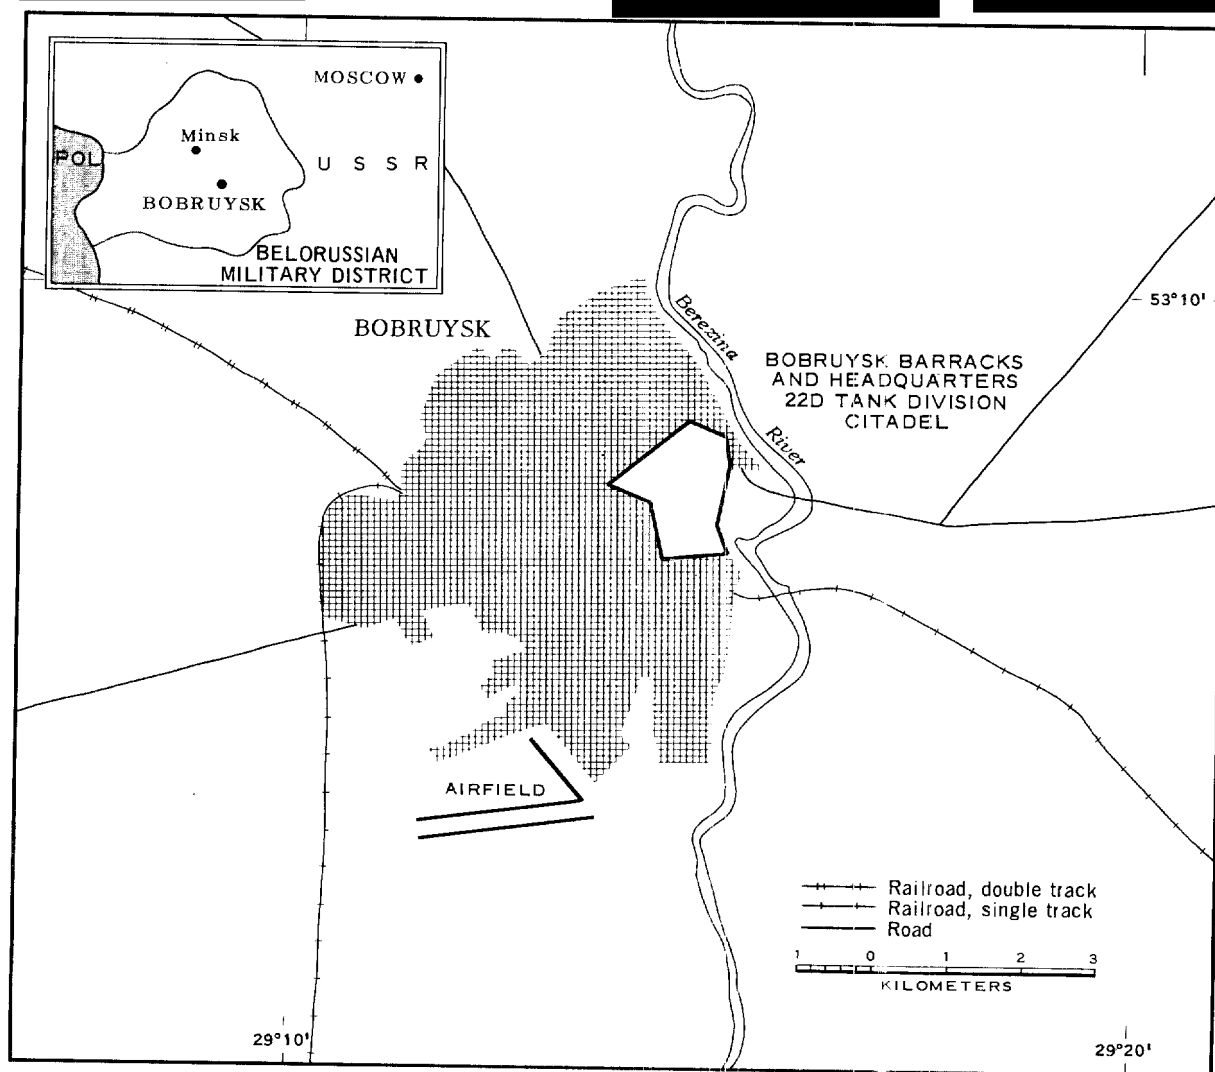 MOSCOW
Minsk
POL
U S S R
BOBRUYSK
BELORUSSIAN
MILITARY DISTRICT
53°10'
BOBRUYSK
Berezina
River
BOBRUYSK BARRACKS
AND HEADQUARTERS
22D TANK DIVISION
CITADEL
AIRFIELD
Railroad, double track
Railroad, single track
Road
1 0 1 2 3
KILOMETERS
29°10'
29°20'